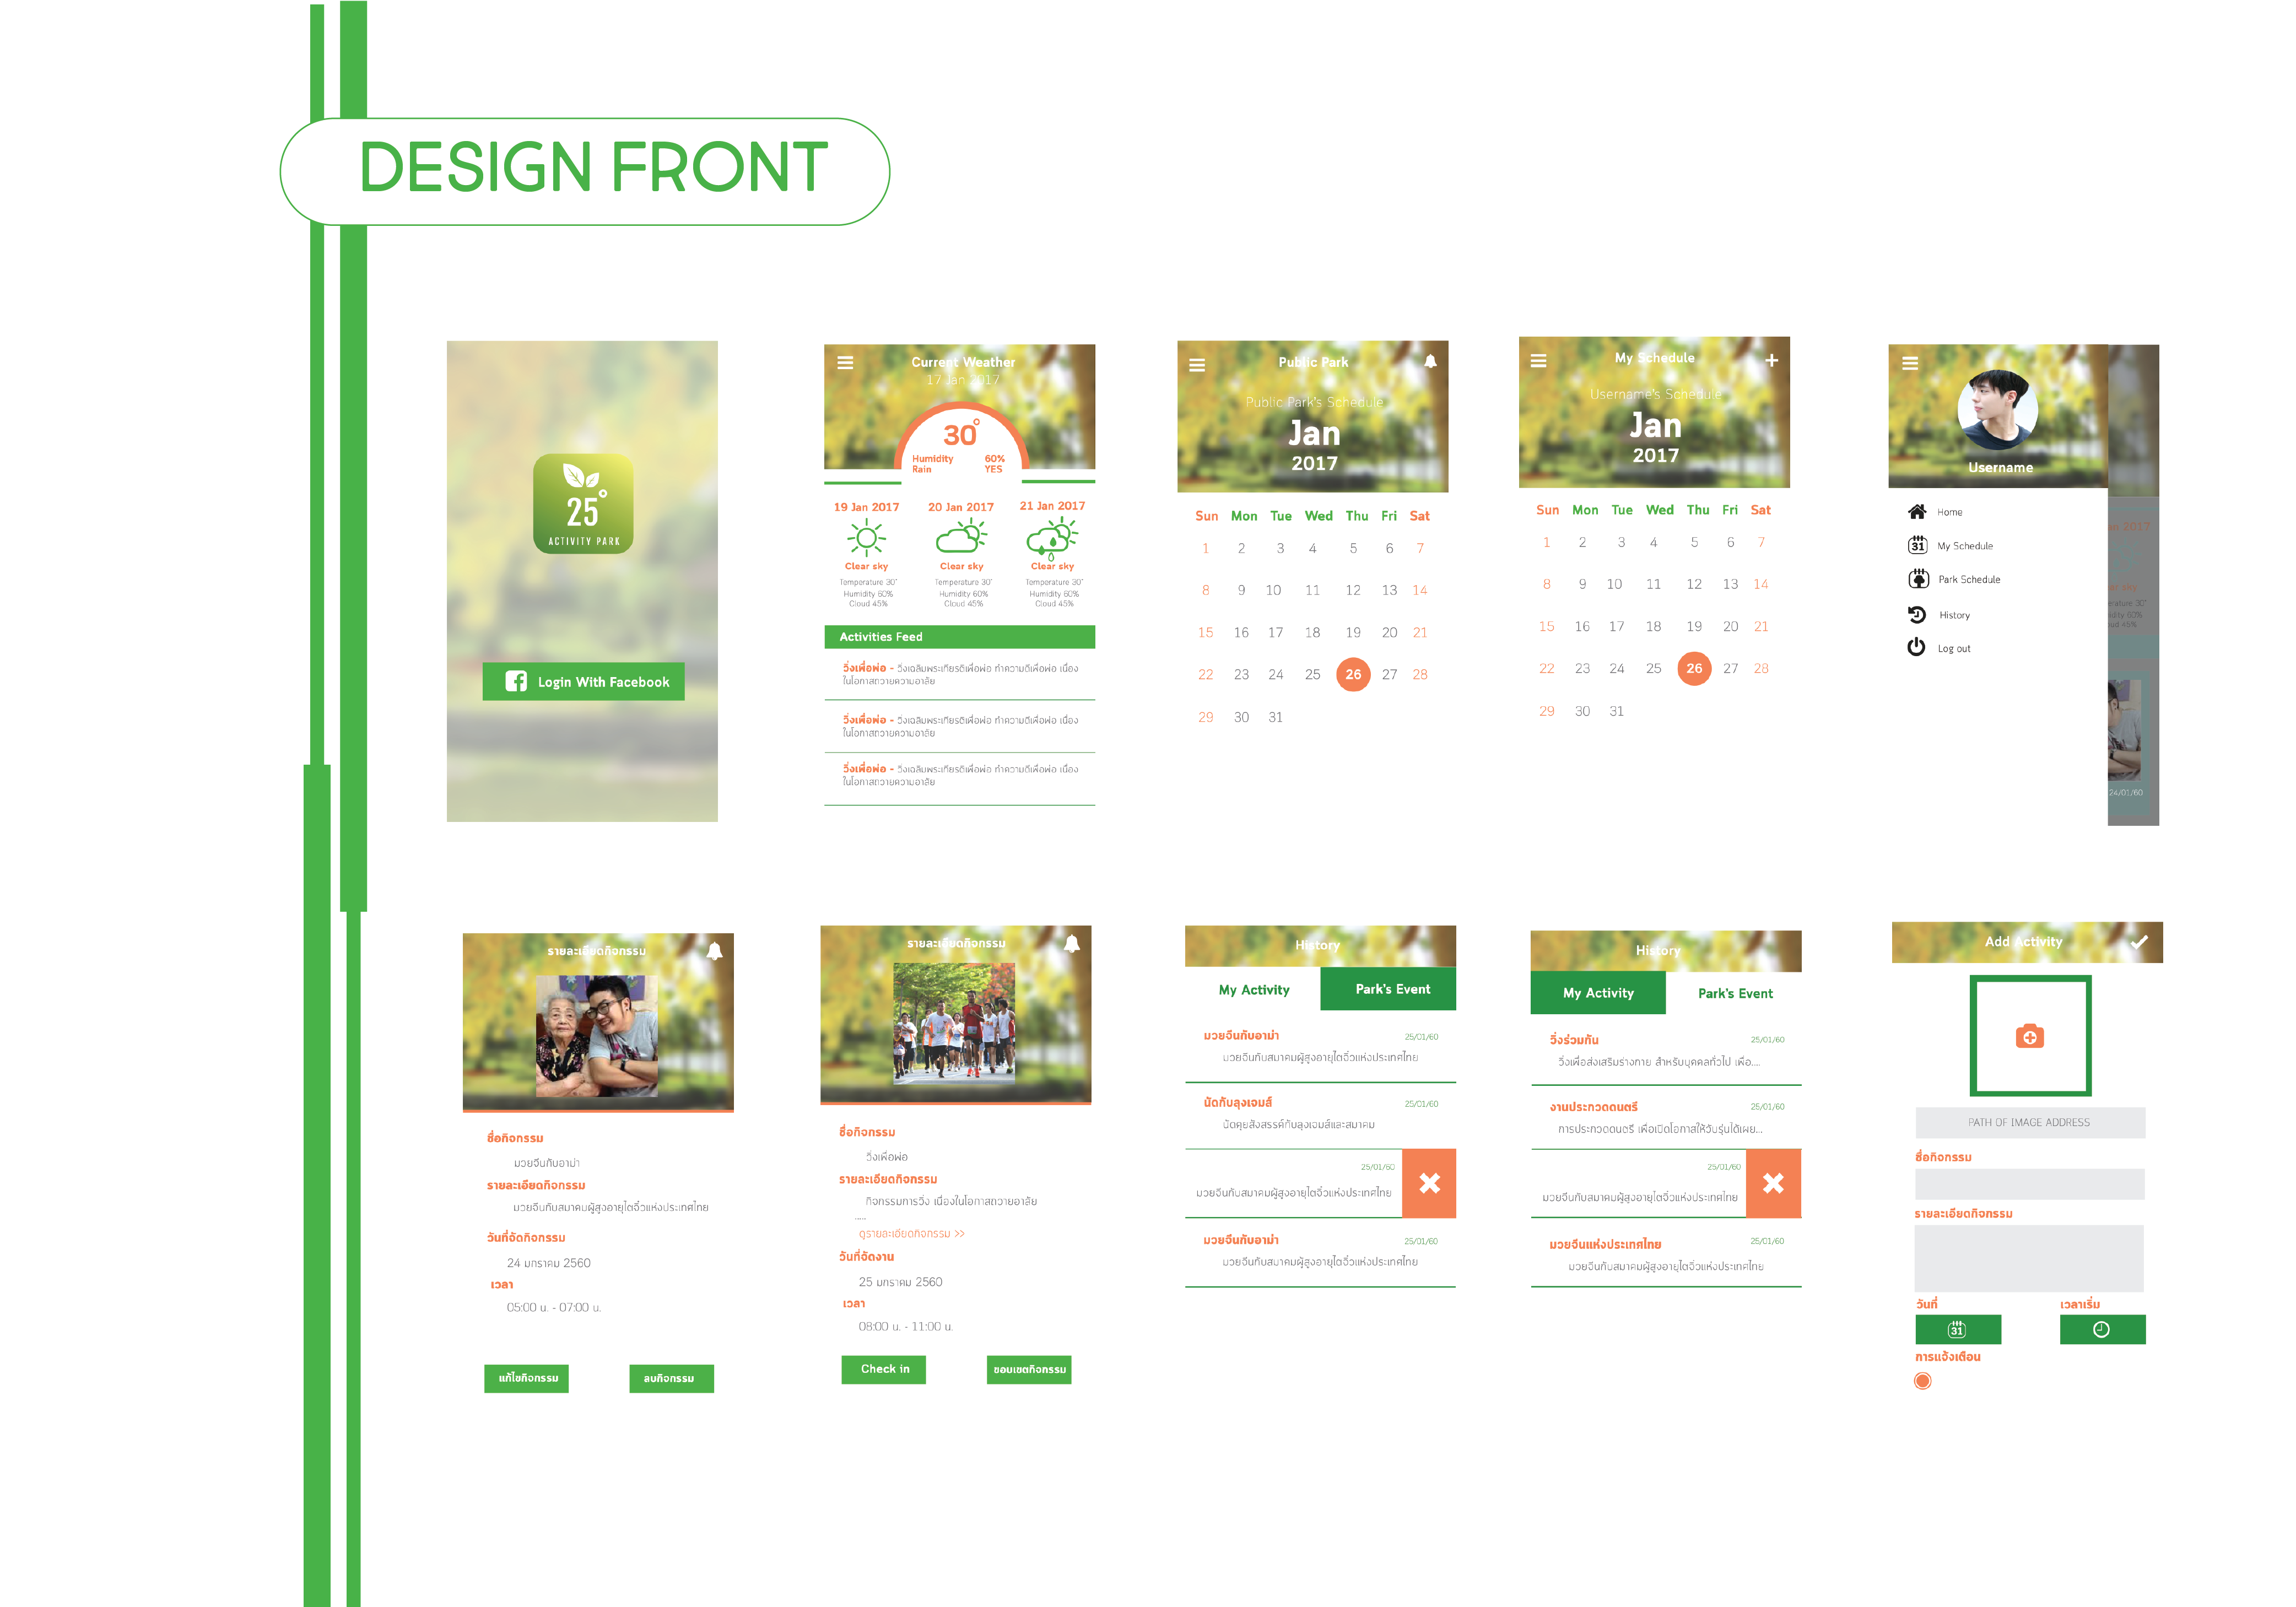 DESIGN FRONT
25°
ACTIVITY PARK
Login With Facebook
Current Weather
17 Jan 2017
30°
Humidity 60%
Rain YES
19 Jan 2017 20 Jan 2017 21 Jan 2017
Clear sky Clear sky Clear sky
Temperature 30° Temperature 30° Temperature 30°
Humidity 60% Humidity 60% Humidity 60%
Cloud 45% Cloud 45% Cloud 45%
Activities Feed
วิ่งเพื่อพ่อ - วิ่งเฉลิมพระเกียรติเพื่อพ่อ ทำความดีเพื่อพ่อ เนื่อง
ในโอกาสถวายความอาลัย
วิ่งเพื่อพ่อ - วิ่งเฉลิมพระเกียรติเพื่อพ่อ ทำความดีเพื่อพ่อ เนื่อง
ในโอกาสถวายความอาลัย
วิ่งเพื่อพ่อ - วิ่งเฉลิมพระเกียรติเพื่อพ่อ ทำความดีเพื่อพ่อ เนื่อง
ในโอกาสถวายความอาลัย
Public Park
Public Park's Schedule
Jan
2017
Sun Mon Tue Wed Thu Fri Sat
1 2 3 4 5 6 7
8 9 10 11 12 13 14
15 16 17 18 19 20 21
22 23 24 25 26 27 28
29 30 31
My Schedule
+
Username's Schedule
Jan
2017
Sun Mon Tue Wed Thu Fri Sat
1 2 3 4 5 6 7
8 9 10 11 12 13 14
15 16 17 18 19 20 21
22 23 24 25 26 27 28
29 30 31
Username
Home
31 My Schedule
Park Schedule
History
Log out
2017
30°
60%
45%
24/01/60
รายละเอียดกิจกรรม
ชื่อกิจกรรม
มวยจีนกับอาม่า
รายละเอียดกิจกรรม
มวยจีนกับสมาคมผู้สูงอายุไตจิ๋วแห่งประเทศไทย
วันที่จัดกิจกรรม
24 มกราคม 2560
เวลา
05:00 น. - 07:00 น.
แก้ไขกิจกรรม ลบกิจกรรม
รายละเอียดกิจกรรม
ชื่อกิจกรรม
วิ่งเพื่อพ่อ
รายละเอียดกิจกรรม
กิจกรรมการวิ่ง เนื่องในโอกาสถวายอาลัย
.....
ดูรายละเอียดกิจกรรม >>
วันที่จัดงาน
25 มกราคม 2560
เวลา
08:00 น. - 11:00 น.
Check in ขอบเขตกิจกรรม
History
My Activity Park's Event
มวยจีนกับอาม่า 25/01/60
มวยจีนกับสมาคมผู้สูงอายุไตจิ๋วแห่งประเทศไทย
นัดกับลุงเจมส์ 25/01/60
นัดคุยสังสรรค์กับลุงเจมส์และสมาคม
25/01/60
มวยจีนกับสมาคมผู้สูงอายุไตจิ๋วแห่งประเทศไทย
มวยจีนกับอาม่า 25/01/60
มวยจีนกับสมาคมผู้สูงอายุไตจิ๋วแห่งประเทศไทย
History
My Activity Park's Event
วิ่งร่วมกัน 25/01/60
วิ่งเพื่อส่งเสริมร่างกาย สำหรับบุคคลทั่วไป เพื่อ....
งานประกวดดนตรี 25/01/60
การประกวดดนตรี เพื่อเปิดโอกาสให้วัยรุ่นได้เผย...
25/01/60
มวยจีนกับสมาคมผู้สูงอายุไตจิ๋วแห่งประเทศไทย
มวยจีนแห่งประเทศไทย 25/01/60
มวยจีนกับสมาคมผู้สูงอายุไตจิ๋วแห่งประเทศไทย
Add Activity
PATH OF IMAGE ADDRESS
ชื่อกิจกรรม
รายละเอียดกิจกรรม
วันที่ เวลาเริ่ม
31
การแจ้งเตือน